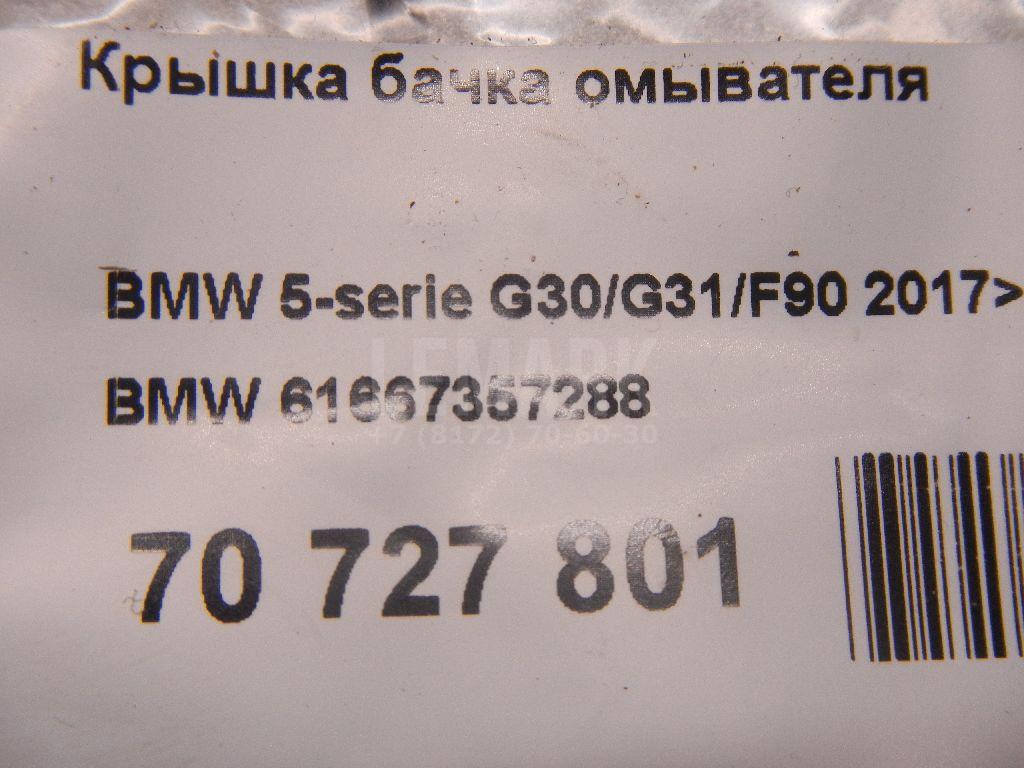 Крышка бачка омывателя
BMW 5-serie G30/G31/F90 2017>
LEMARK
BMW 61667357288
+7 (8172) 70-60-30
70 727 801